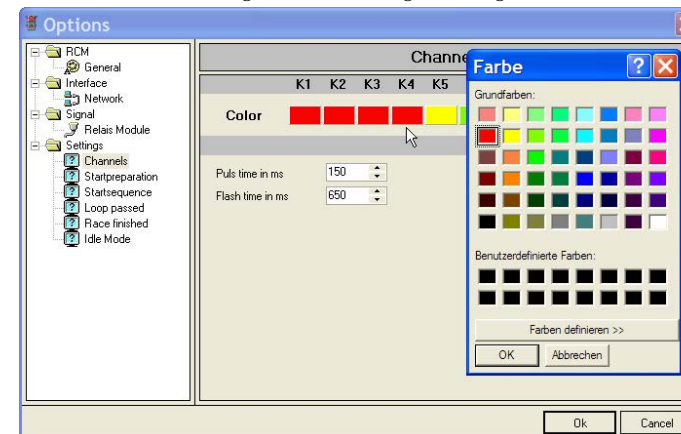 Options
RCM
General
Interface
Network
Signal
Relais Module
Settings
Channels
Startpreparation
Startsequence
Loop passed
Race finished
Idle Mode
Channe
K1 K2 K3 K4 K5
Color
Puls time in ms 150
Flash time in ms 650
Farbe
Grundfarben:
Benutzerdefinierte Farben:
Farben definieren >>
OK Abbrechen
Ok Cancel